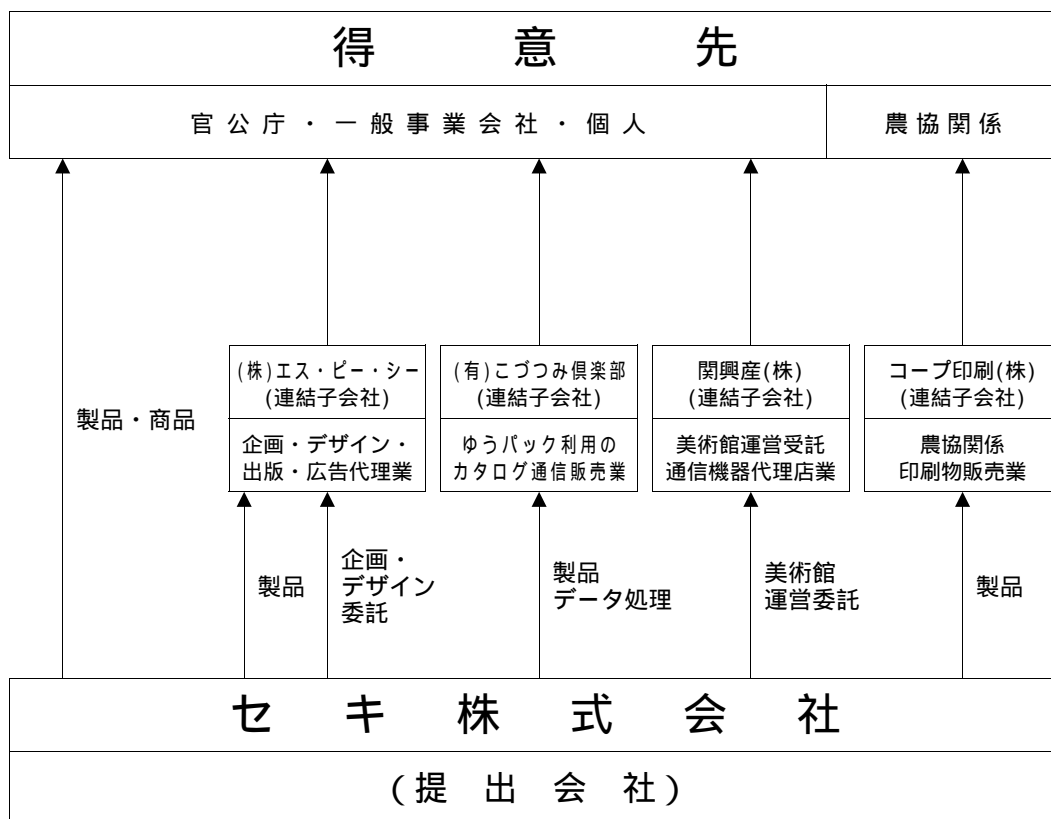 得意先
官公庁・一般事業会社・個人
農協関係
製品・商品
(株)エス・ピー・シー
(連結子会社)
企画・デザイン・
出版・広告代理業
(有)こづつみ倶楽部
(連結子会社)
ゆうパック利用の
カタログ通信販売業
関興産(株)
(連結子会社)
美術館運営受託
通信機器代理店業
コープ印刷(株)
(連結子会社)
農協関係
印刷物販売業
製品
企画・
デザイン
委託
製品
データ処理
美術館
運営委託
製品
セキ株式会社
(提出会社)